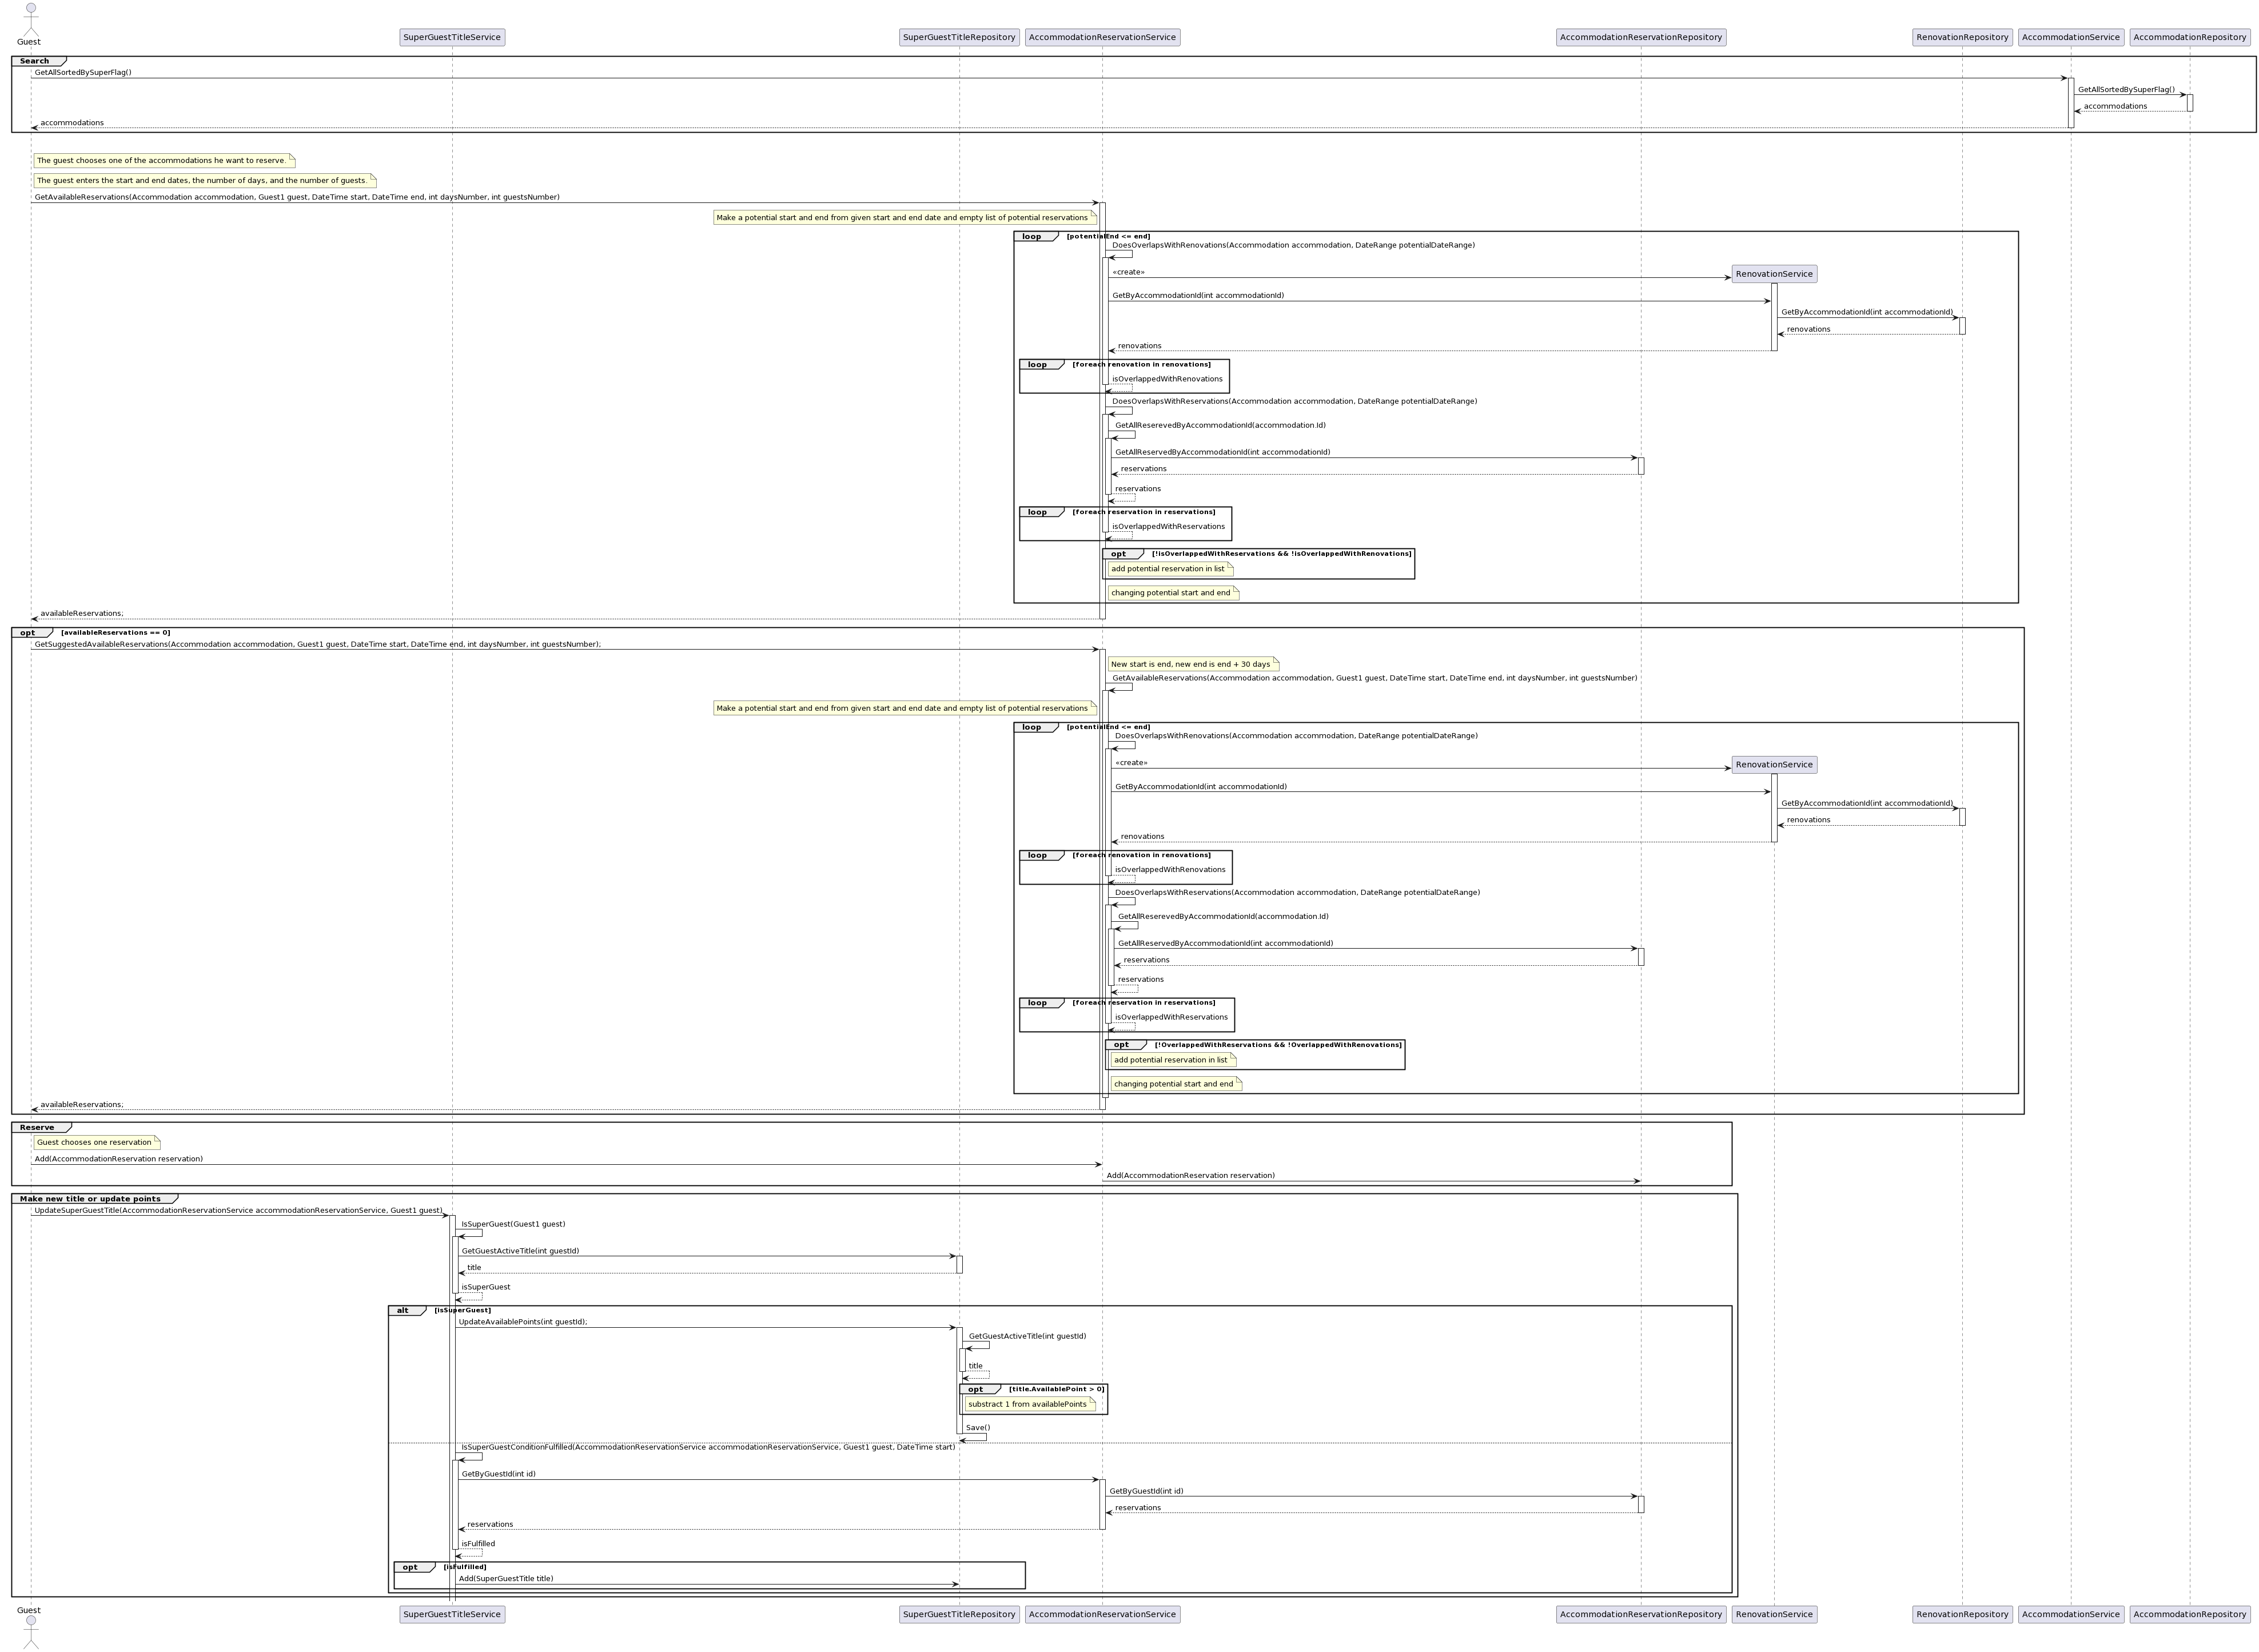 Guest
SuperGuestTitleService
SuperGuestTitleRepository
AccommodationReservationService
AccommodationReservationRepository
RenovationRepository
AccommodationService
AccommodationRepository
Search
GetAllSortedBySuperFlag()
GetAllSortedBySuperFlag()
accommodations
accommodations
The guest chooses one of the accommodations he want to reserve.
The guest enters the start and end dates, the number of days, and the number of guests.
GetAvailableReservations(Accommodation accommodation, Guest1 guest, DateTime start, DateTime end, int daysNumber, int guestsNumber)
Make a potential start and end from given start and end date and empty list of potential reservations
loop [potentialEnd <= end]
DoesOverlapsWithRenovations(Accommodation accommodation, DateRange potentialDateRange)
«create»
RenovationService
GetByAccommodationId(int accommodationId)
GetByAccommodationId(int accommodationId)
renovations
renovations
loop [foreach renovation in renovations]
isOverlappedWithRenovations
DoesOverlapsWithReservations(Accommodation accommodation, DateRange potentialDateRange)
GetAllReserevedByAccommodationId(accommodation.Id)
GetAllReservedByAccommodationId(int accommodationId)
reservations
reservations
loop [foreach reservation in reservations]
isOverlappedWithReservations
opt [!isOverlappedWithReservations && !isOverlappedWithRenovations]
add potential reservation in list
changing potential start and end
availableReservations;
opt [availableReservations == 0]
GetSuggestedAvailableReservations(Accommodation accommodation, Guest1 guest, DateTime start, DateTime end, int daysNumber, int guestsNumber);
New start is end, new end is end + 30 days
GetAvailableReservations(Accommodation accommodation, Guest1 guest, DateTime start, DateTime end, int daysNumber, int guestsNumber)
Make a potential start and end from given start and end date and empty list of potential reservations
loop [potentialEnd <= end]
DoesOverlapsWithRenovations(Accommodation accommodation, DateRange potentialDateRange)
«create»
RenovationService
GetByAccommodationId(int accommodationId)
GetByAccommodationId(int accommodationId)
renovations
renovations
loop [foreach renovation in renovations]
isOverlappedWithRenovations
DoesOverlapsWithReservations(Accommodation accommodation, DateRange potentialDateRange)
GetAllReserevedByAccommodationId(accommodation.Id)
GetAllReservedByAccommodationId(int accommodationId)
reservations
reservations
loop [foreach reservation in reservations]
isOverlappedWithReservations
opt [!OverlappedWithReservations && !OverlappedWithRenovations]
add potential reservation in list
changing potential start and end
availableReservations;
Reserve
Guest chooses one reservation
Add(AccommodationReservation reservation)
Add(AccommodationReservation reservation)
Make new title or update points
UpdateSuperGuestTitle(AccommodationReservationService accommodationReservationService, Guest1 guest)
IsSuperGuest(Guest1 guest)
GetGuestActiveTitle(int guestId)
title
isSuperGuest
alt [isSuperGuest]
UpdateAvailablePoints(int guestId);
GetGuestActiveTitle(int guestId)
title
opt [title.AvailablePoint > 0]
substract 1 from availablePoints
Save()
IsSuperGuestConditionFulfilled(AccommodationReservationService accommodationReservationService, Guest1 guest, DateTime start)
GetByGuestId(int id)
GetByGuestId(int id)
reservations
reservations
isFulfilled
opt [isFulfilled]
Add(SuperGuestTitle title)
Guest
SuperGuestTitleService
SuperGuestTitleRepository
AccommodationReservationService
AccommodationReservationRepository
RenovationService
RenovationRepository
AccommodationService
AccommodationRepository